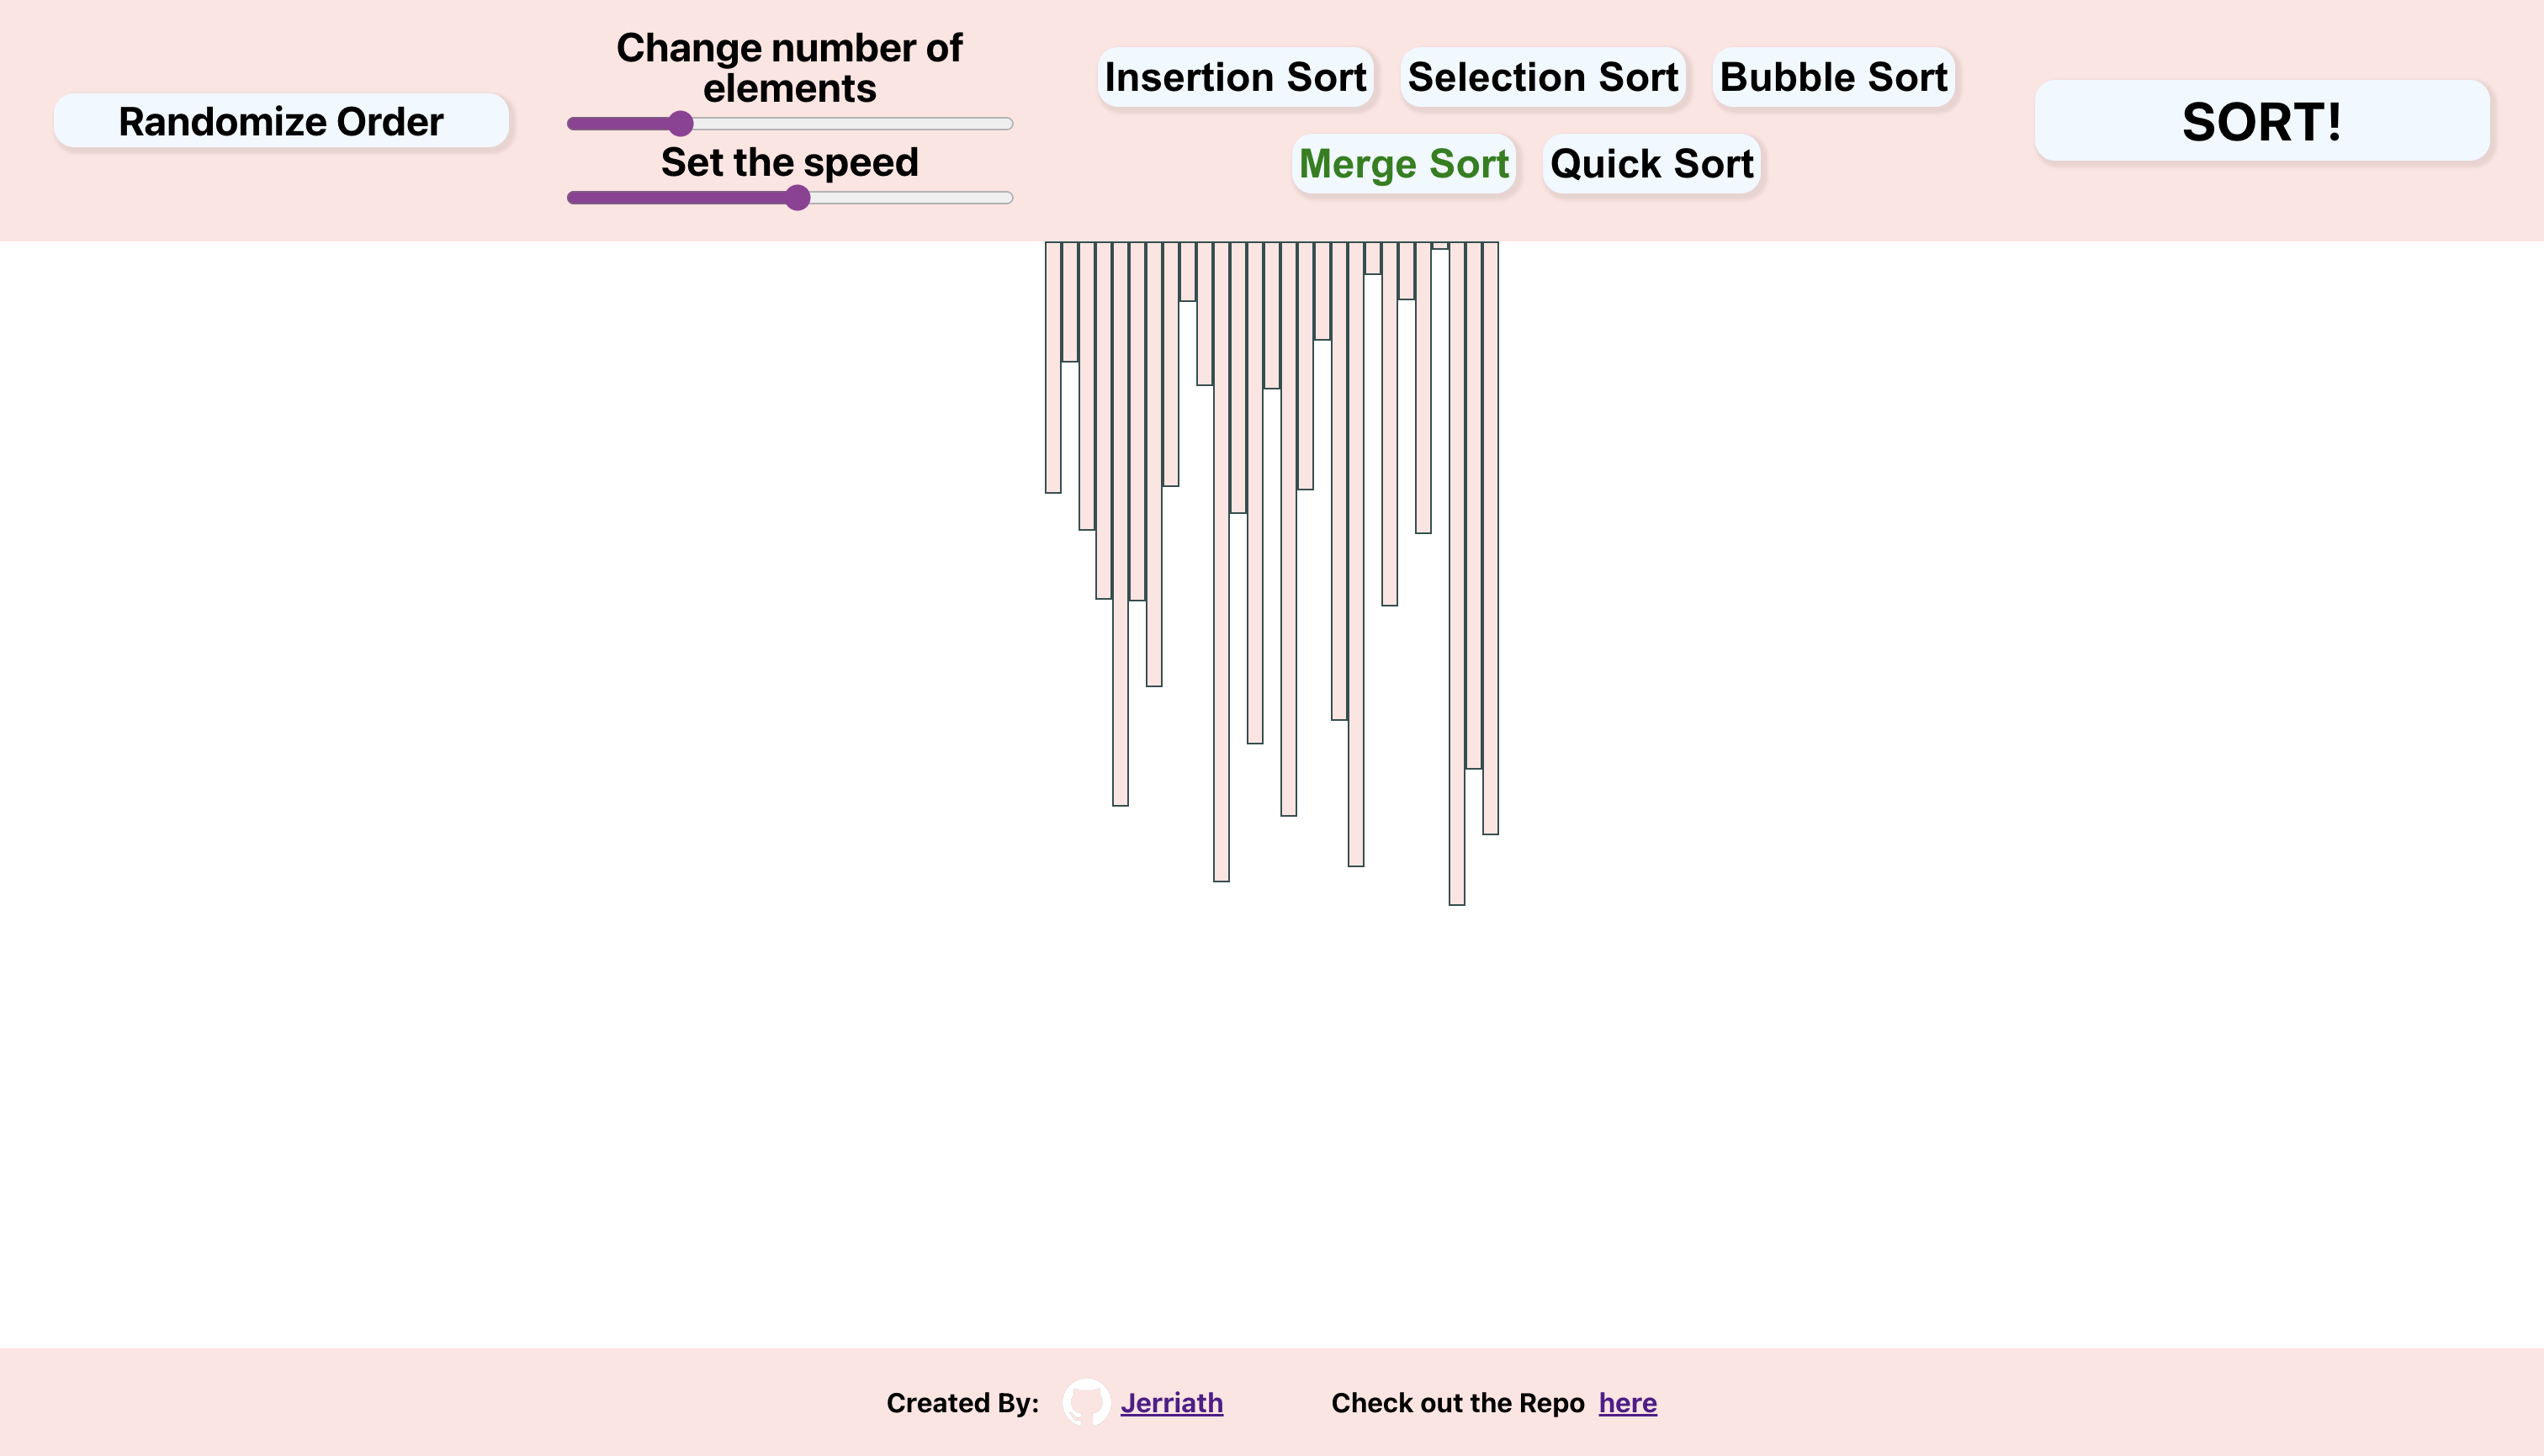 Randomize Order
Change number of
elements
Set the speed
Insertion Sort
Selection Sort
Bubble Sort
Merge Sort
Quick Sort
SORT!
Created By:
Jerriath
Check out the Repo here